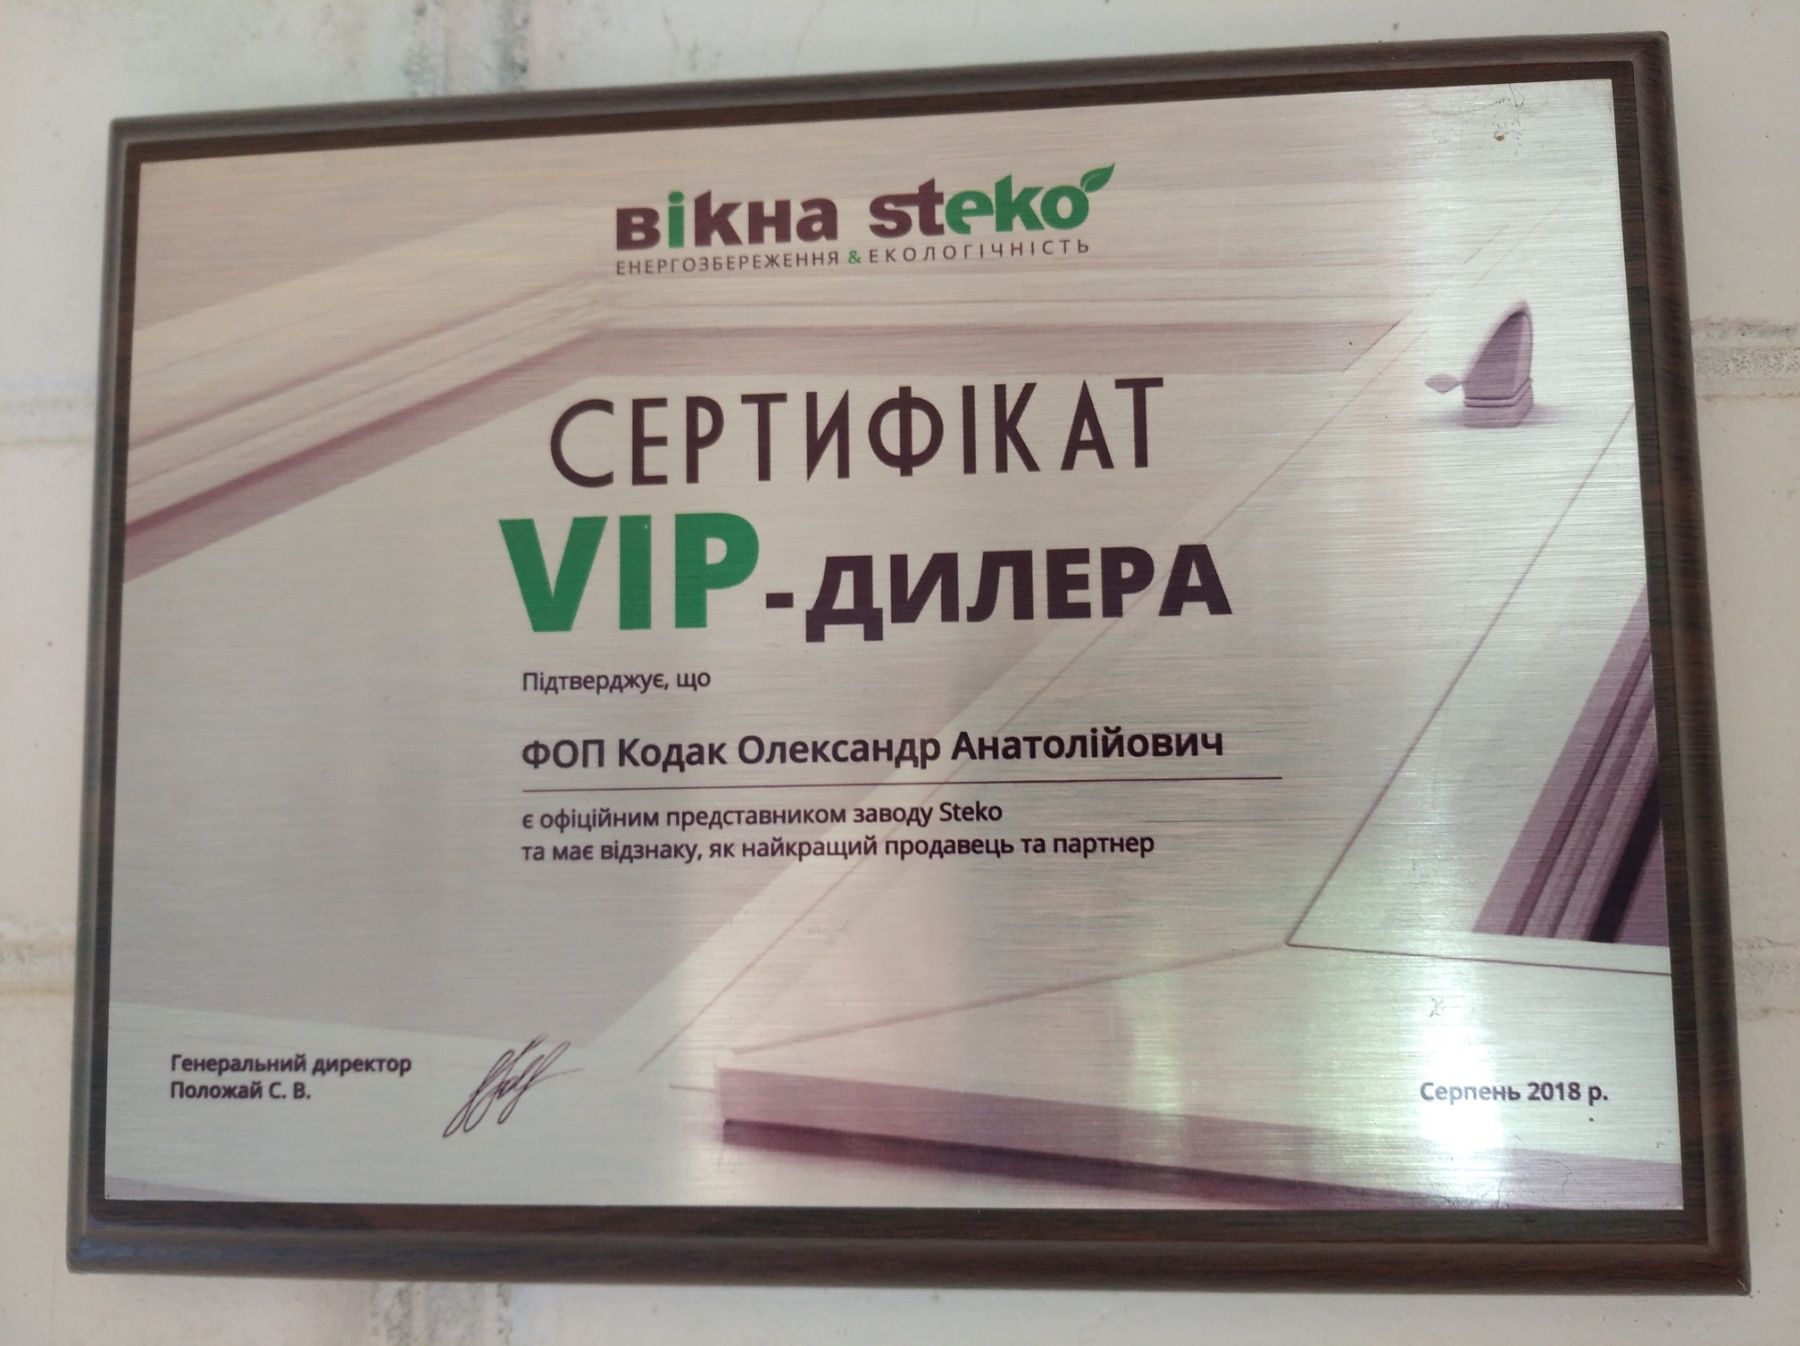 вікна steko
ЕНЕРГОЗБЕРЕЖЕННЯ & ЕКОЛОГІЧНІСТЬ
СЕРТИФІКАТ
VIP-ДИЛЕРА
Підтверджує, що
ФОП Кодак Олександр Анатолійович
є офіційним представником заводу Steko
та має відзнаку, як найкращий продавець та партнер
Генеральний директор
Положай С. В.
Серпень 2018 р.